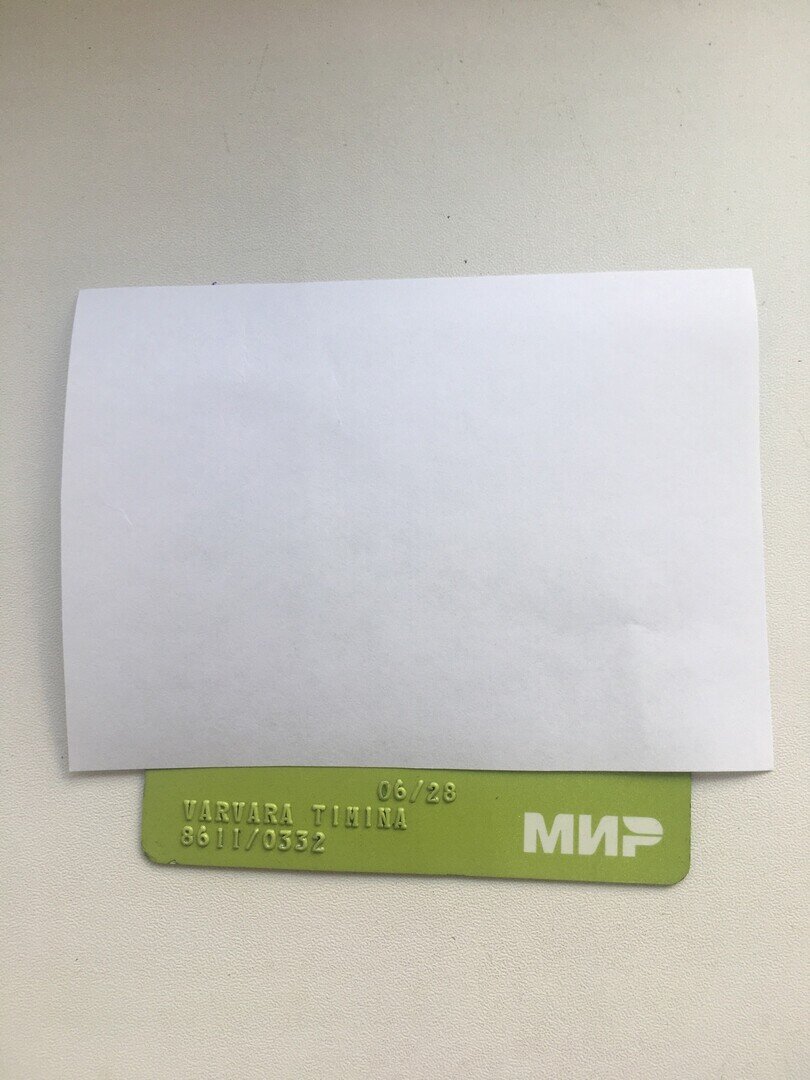 06/28
VARVARA TIMINA
8611/0332
МИР